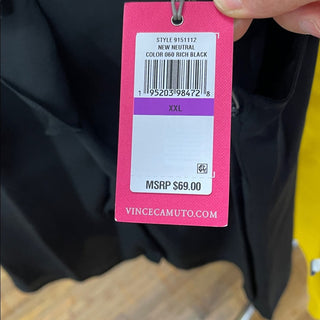 STYLE 9151112
NEW NEUTRAL
COLOR 060 RICH BLACK
1 95203 98472 8
XXL
MSRP $69.00
VINCECAMUTO.COM